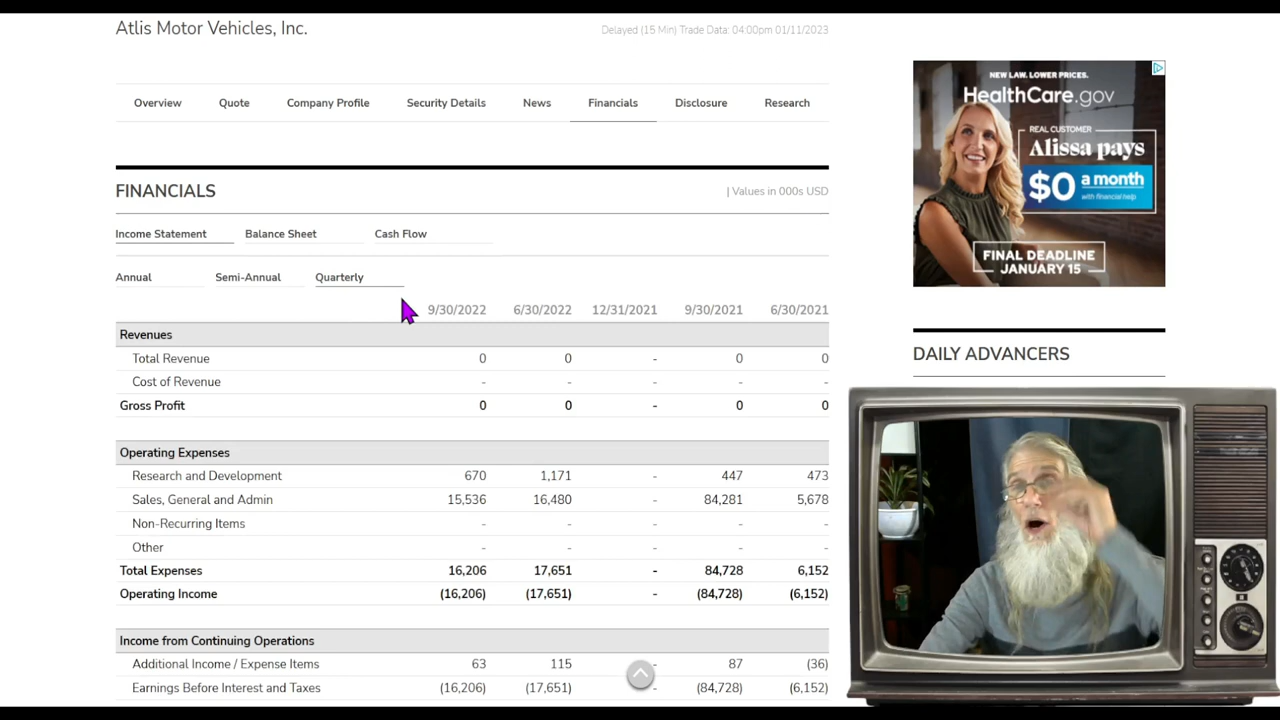 Atlis Motor Vehicles, Inc.
Delayed (15 Min) Trade Data: 04:00pm 01/11/2023
Overview Quote Company Profile Security Details News Financials Disclosure Research
FINANCIALS
| Values in 000s USD
Income Statement Balance Sheet Cash Flow
Annual Semi-Annual Quarterly
9/30/2022 6/30/2022 12/31/2021 9/30/2021 6/30/2021
Revenues
Total Revenue 0 0 - 0 0
Cost of Revenue - - - - -
Gross Profit 0 0 - 0 0
Operating Expenses
Research and Development 670 1,171 - 447 473
Sales, General and Admin 15,536 16,480 - 84,281 5,678
Non-Recurring Items - - - - -
Other - - - - -
Total Expenses 16,206 17,651 - 84,728 6,152
Operating Income (16,206) (17,651) - (84,728) (6,152)
Income from Continuing Operations
Additional Income / Expense Items 63 115 - 87 (36)
Earnings Before Interest and Taxes (16,206) (17,651) - (84,728) (6,152)
NEW LAW. LOWER PRICES.
HealthCare.gov
REAL CUSTOMER
Alissa pays
$0 a month
with financial help.
FINAL DEADLINE
JANUARY 15
DAILY ADVANCERS